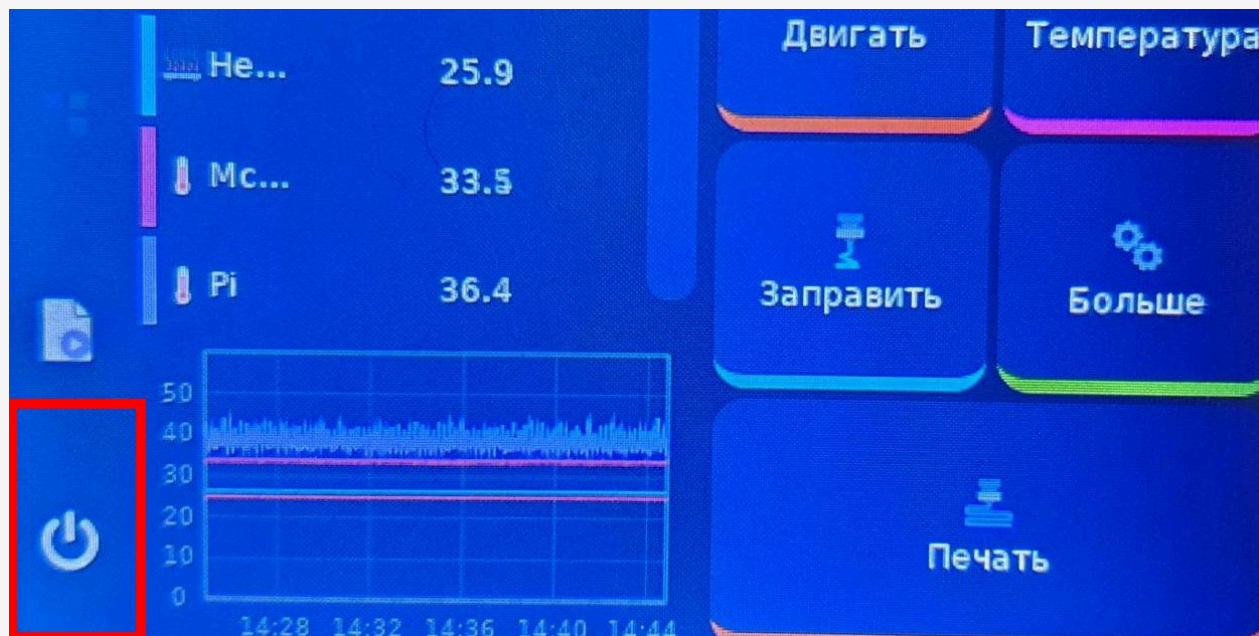 Не... 25.9
Mc... 33.5
Pi 36.4
50
40
30
20
10
0
14:28 14:32 14:36 14:40 14:44
Двигать
Температура
Заправить
Больше
Печать